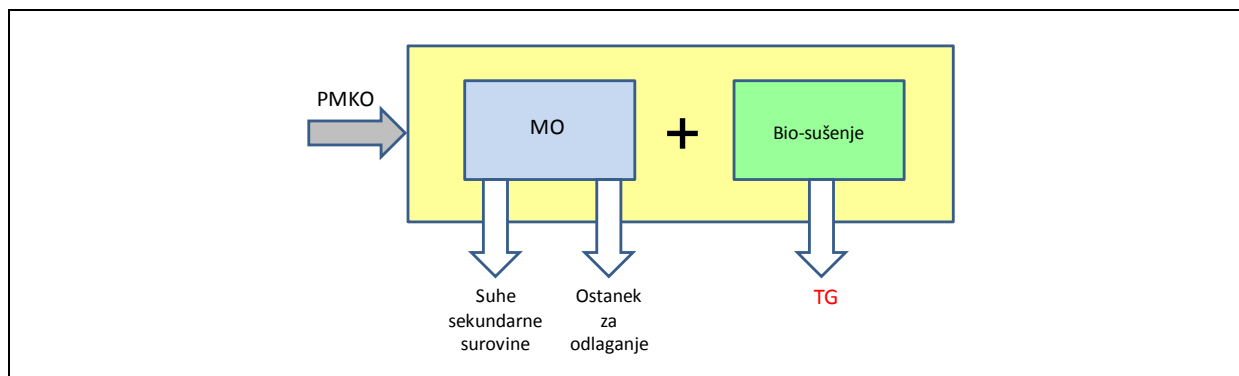 PMKO
MO
+
Bio-sušenje
Suhe
sekundarne
surovine
Ostanek
za
odlaganje
TG